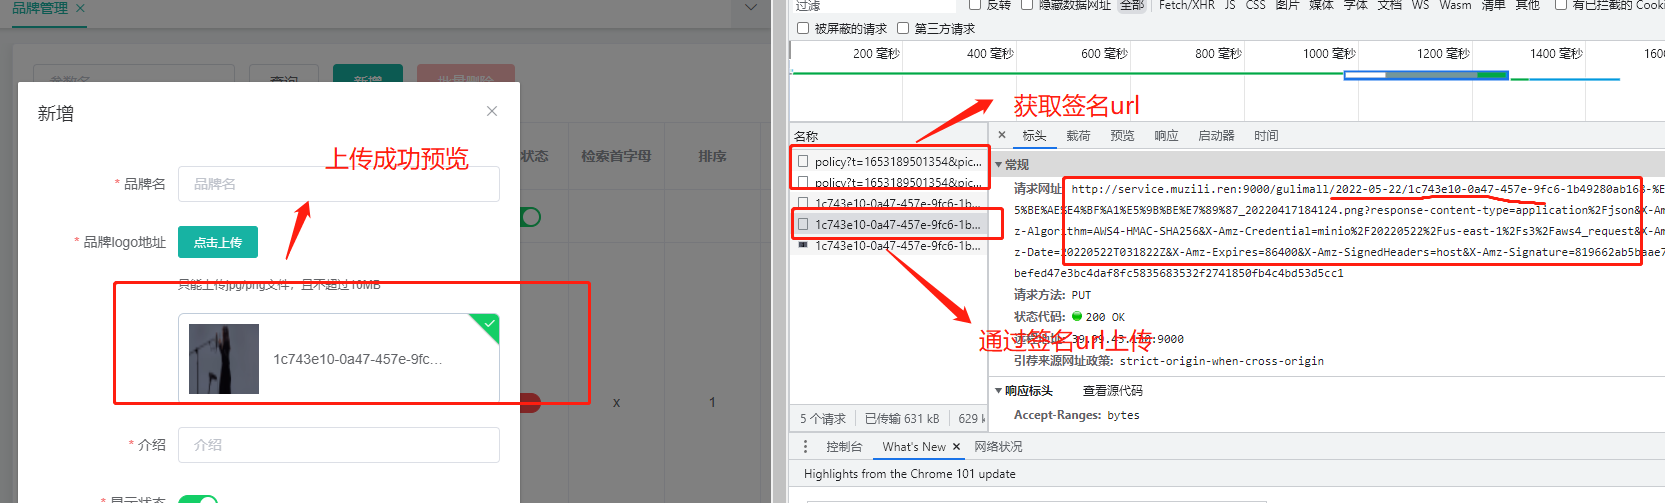 品牌管理 ×
参数名 查询 新增 批量删除
新增 ×
上传成功预览
* 品牌名 品牌名
* 品牌logo地址 点击上传
只能上传jpg/png文件，且不超过10MB
1c743e10-0a47-457e-9fc...
* 介绍 介绍
* 显示状态
状态 检索首字母 排序
x 1
过滤 反转 隐藏数据网址 全部 Fetch/XHR JS CSS 图片 媒体 字体 文档 WS Wasm 清单 其他 有已拦截的 Cooki
被屏蔽的请求 第三方请求
200 毫秒 400 毫秒 600 毫秒 800 毫秒 1000 毫秒 1200 毫秒 1400 毫秒 1600
获取签名url
名称
policy?t=1653189501354&pic...
policy?t=1653189501354&pic...
1c743e10-0a47-457e-9fc6-1b...
1c743e10-0a47-457e-9fc6-1b...
1c743e10-0a47-457e-9fc6-1b...
通过签名url上传
5 个请求 已传输 631 kB 629 k
× 标头 载荷 预览 响应 启动器 时间
常规
请求网址: http://service.muzili.ren:9000/gulimall/2022-05-22/1c743e10-0a47-457e-9fc6-1b49280ab168-%E
5%BE%AE%E4%BF%A1%E5%9B%BE%E7%89%87_20220417184124.png?response-content-type=application%2Fjson&X-Am
z-Algorithm=AWS4-HMAC-SHA256&X-Amz-Credential=minio%2F20220522%2Fus-east-1%2Fs3%2Faws4_request&X-Am
z-Date=20220522T031822Z&X-Amz-Expires=86400&X-Amz-SignedHeaders=host&X-Amz-Signature=819662ab5baae7
befed47e3bc4daf8fc5835683532f2741850fb4c4bd53d5cc1
请求方法: PUT
状态代码: 200 OK
:9000
引荐来源网址政策: strict-origin-when-cross-origin
响应标头 查看源代码
Accept-Ranges: bytes
控制台 What's New × 网络状况
Highlights from the Chrome 101 update